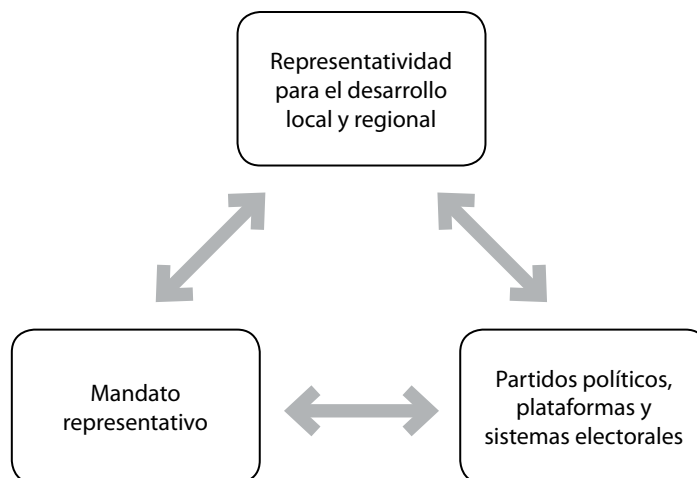 Representatividad
para el desarrollo
local y regional
Mandato
representativo
Partidos políticos,
plataformas y
sistemas electorales